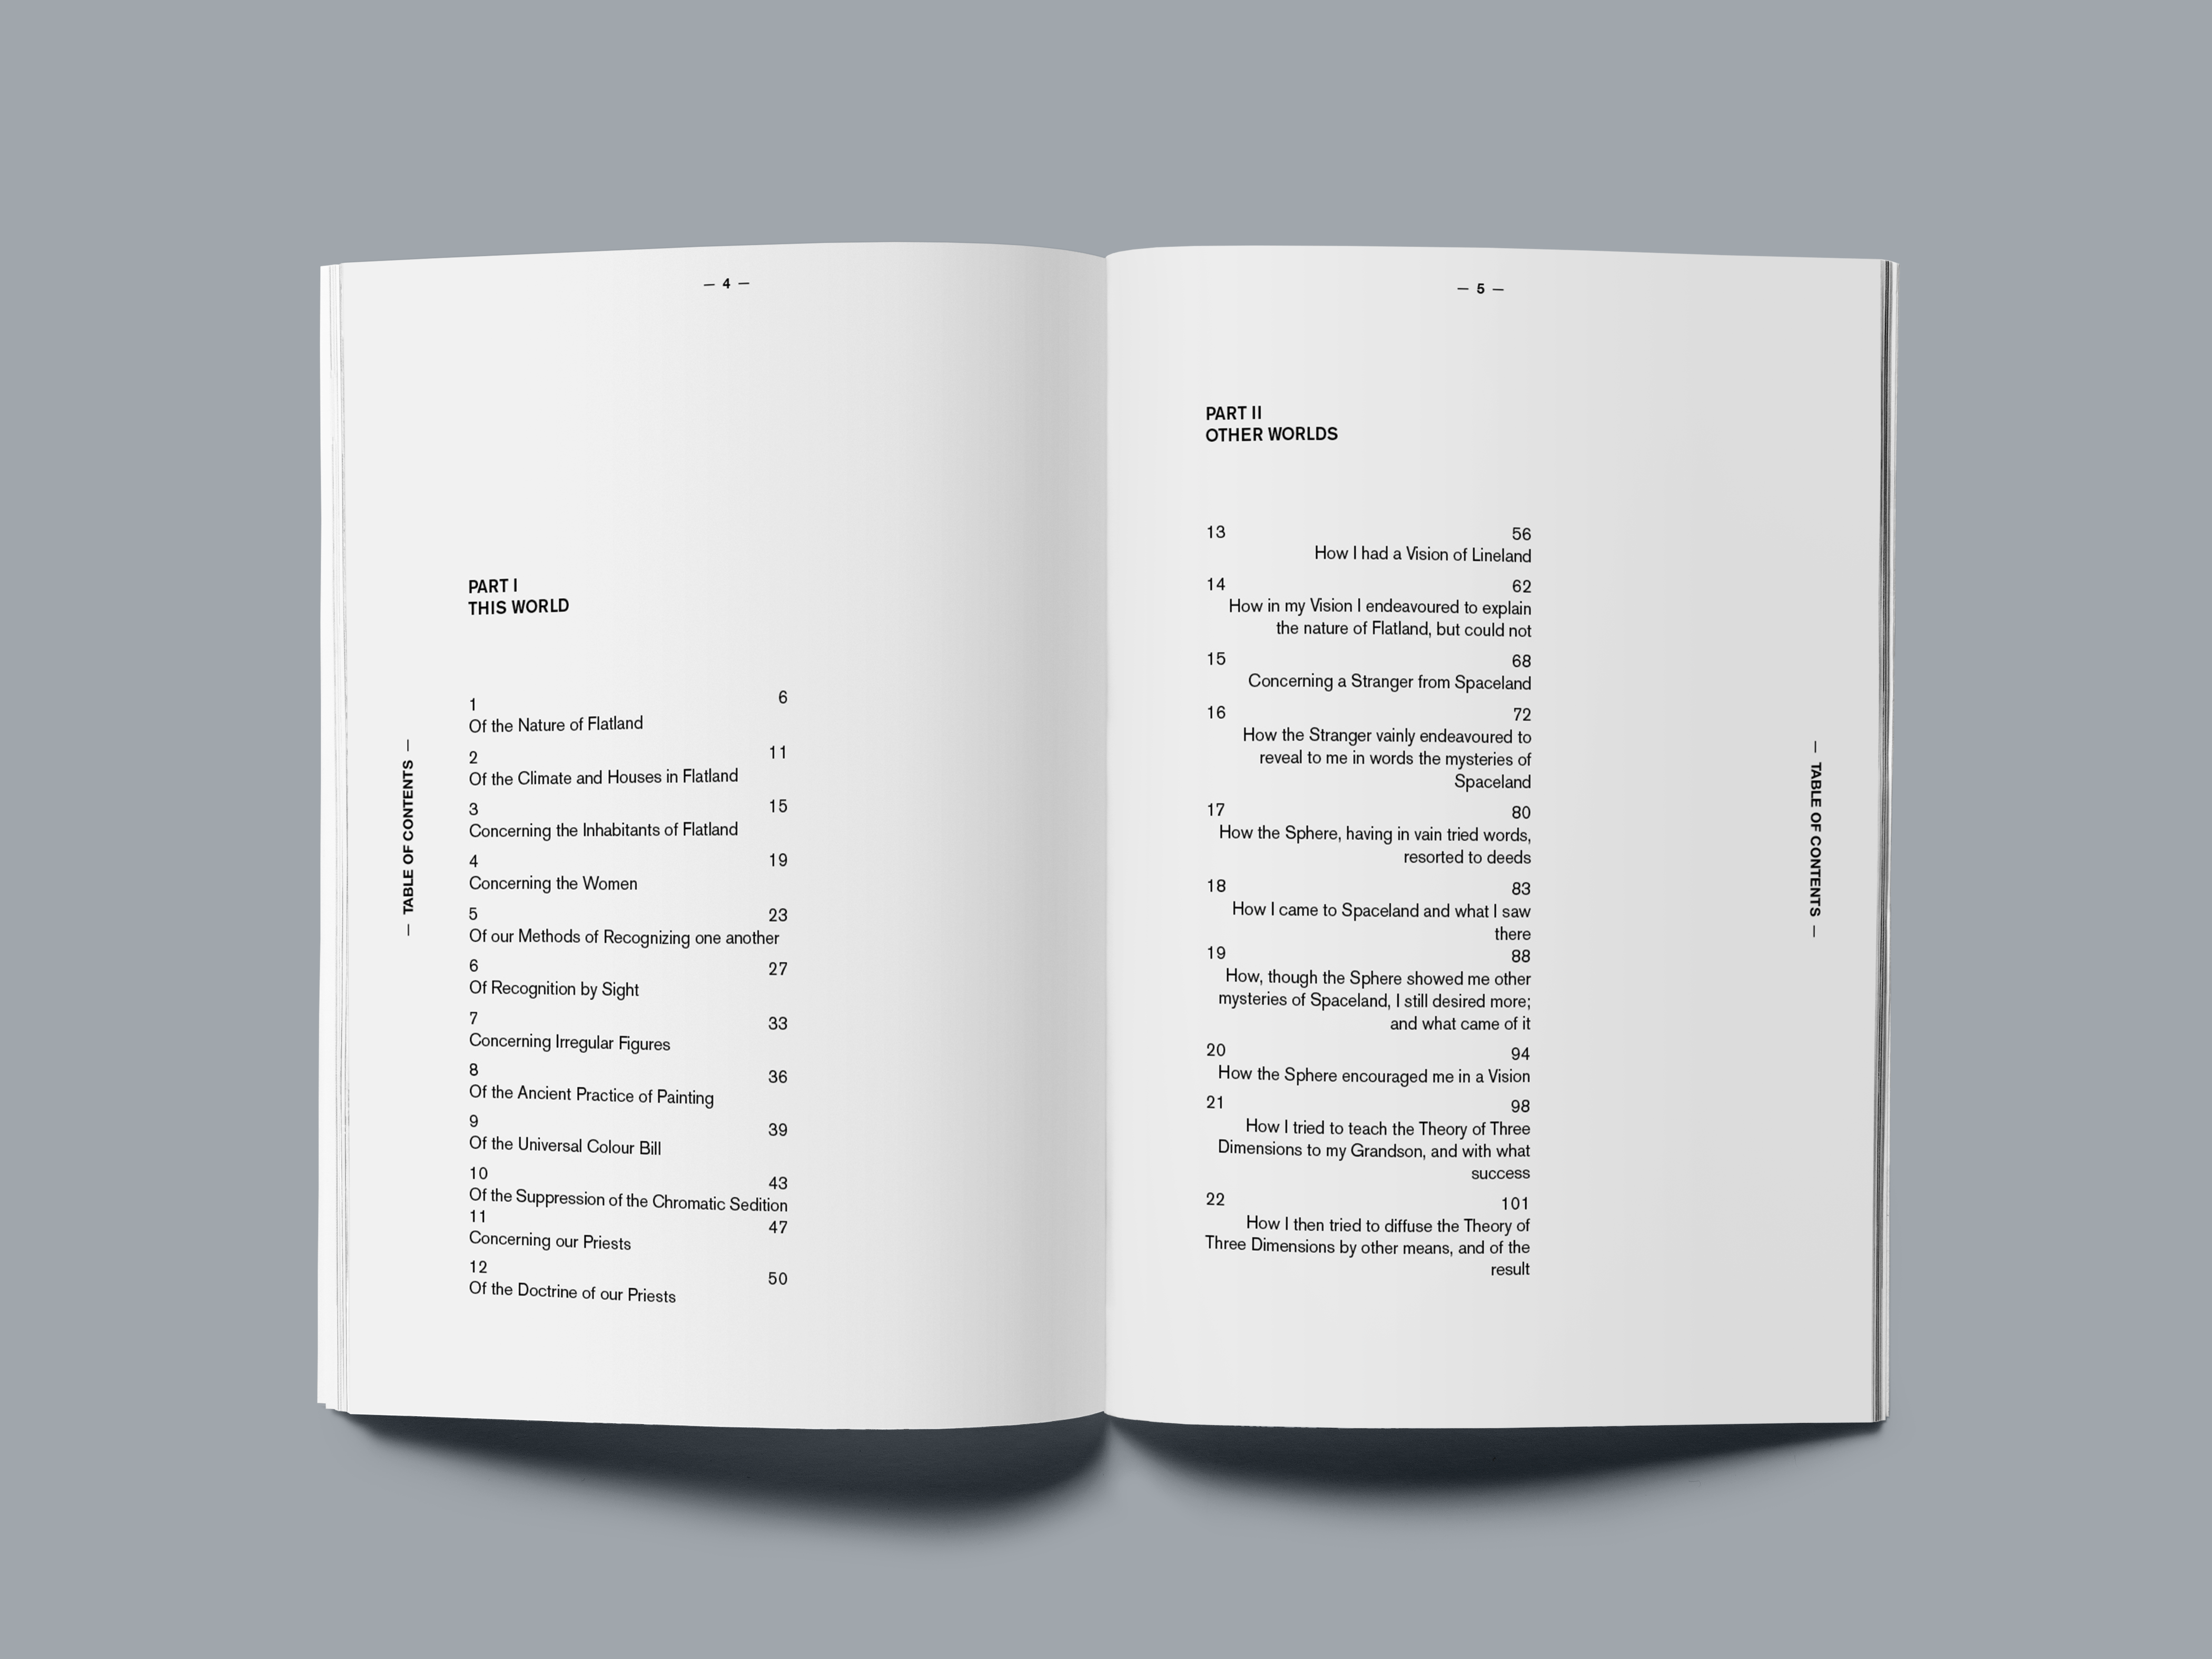 — 4 —
PART I
THIS WORLD
1 6
Of the Nature of Flatland
2 11
Of the Climate and Houses in Flatland
3 15
Concerning the Inhabitants of Flatland
4 19
Concerning the Women
5 23
Of our Methods of Recognizing one another
6 27
Of Recognition by Sight
7 33
Concerning Irregular Figures
8 36
Of the Ancient Practice of Painting
9 39
Of the Universal Colour Bill
10 43
Of the Suppression of the Chromatic Sedition
11 47
Concerning our Priests
12 50
Of the Doctrine of our Priests
— TABLE OF CONTENTS —
— 5 —
PART II
OTHER WORLDS
13 56
How I had a Vision of Lineland
14 62
How in my Vision I endeavoured to explain
the nature of Flatland, but could not
15 68
Concerning a Stranger from Spaceland
16 72
How the Stranger vainly endeavoured to
reveal to me in words the mysteries of
Spaceland
17 80
How the Sphere, having in vain tried words,
resorted to deeds
18 83
How I came to Spaceland and what I saw
there
19 88
How, though the Sphere showed me other
mysteries of Spaceland, I still desired more;
and what came of it
20 94
How the Sphere encouraged me in a Vision
21 98
How I tried to teach the Theory of Three
Dimensions to my Grandson, and with what
success
22 101
How I then tried to diffuse the Theory of
Three Dimensions by other means, and of the
result
— TABLE OF CONTENTS —